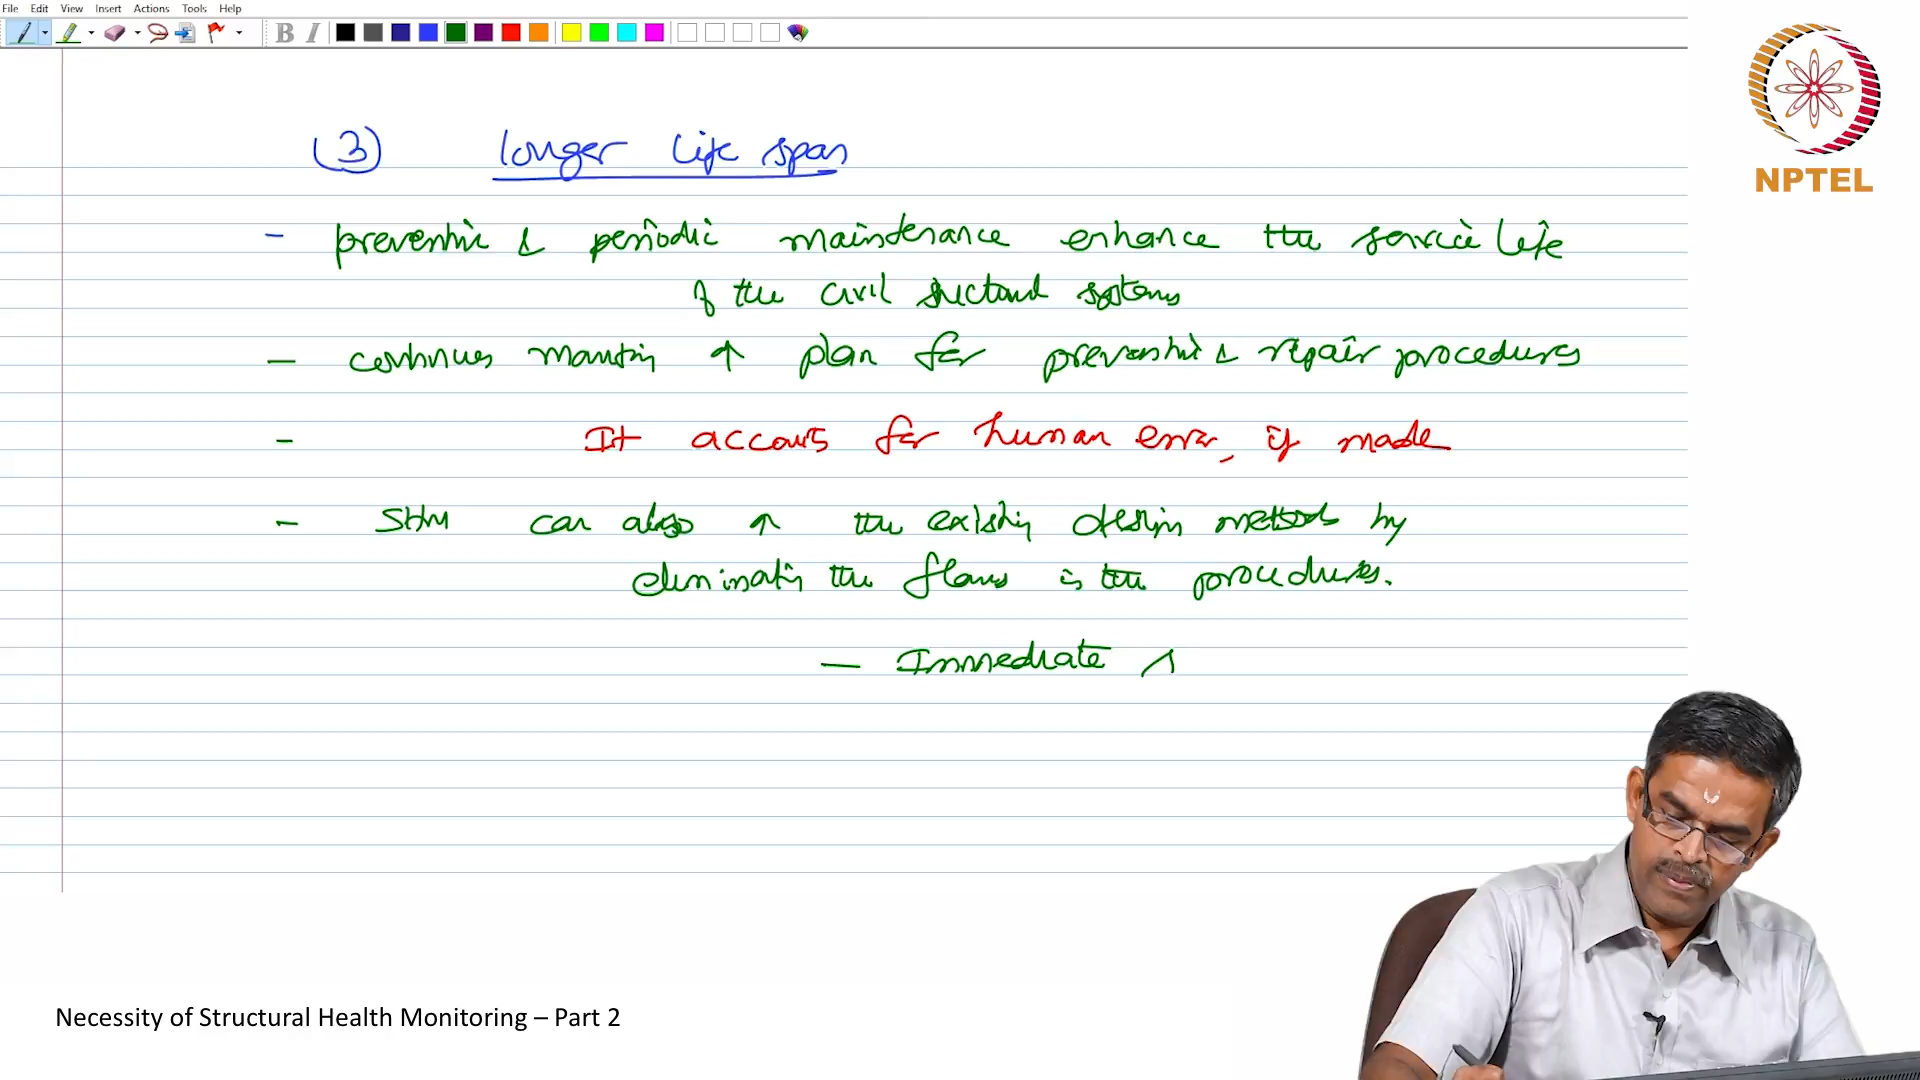 File Edit View Insert Actions Tools Help
B I
(3) longer life span
NPTEL
- preventive & periodic maintenance enhance the service life
of the civil structural systems
- continuous monitoring ↑ plan for preventive & repair procedures
- It accounts for human error, if made
- SHM can also ↑ the existing design methods by
eliminating the flaws in the procedures.
- Immediate
Necessity of Structural Health Monitoring – Part 2